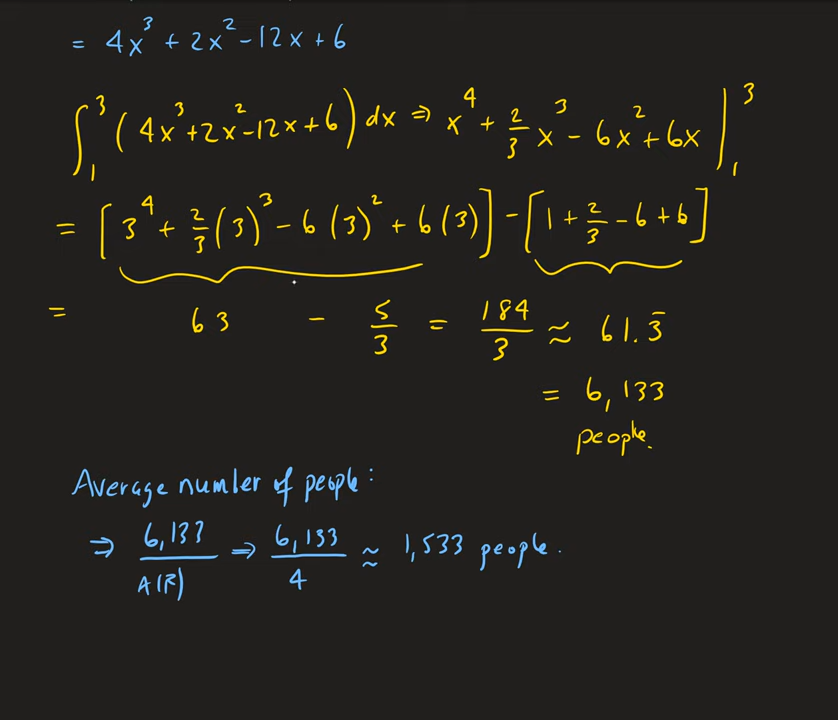 = 4x³ + 2x² - 12x + 6
∫₁³ (4x³ + 2x² - 12x + 6) dx ⇒ x⁴ + 2/3 x³ - 6x² + 6x |₁³
= [3⁴ + 2/3 (3)³ - 6 (3)² + 6 (3)] - [1 + 2/3 - 6 + 6]
= 63 - 5/3 = 184/3 ≈ 61.3̄
= 6,133
people.
Average number of people:
⇒ 6,133/A(R) ⇒ 6,133/4 ≈ 1,533 people.